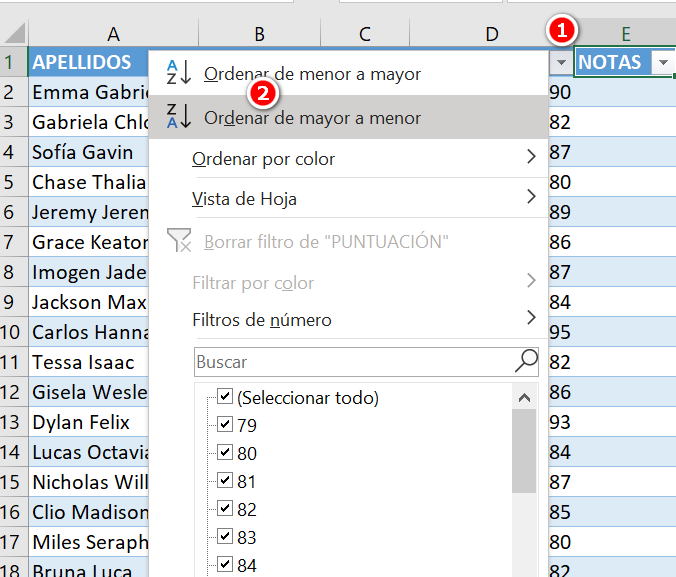 1
A B C D E
1 APELLIDOS NOTAS
Ordenar de menor a mayor
2
Ordenar de mayor a menor
Ordenar por color
Vista de Hoja
Borrar filtro de "PUNTUACIÓN"
Filtrar por color
Filtros de número
Buscar
(Seleccionar todo)
79
80
81
82
83
84
2 Emma Gabrie 90
3 Gabriela Chlo 82
4 Sofía Gavin 87
5 Chase Thalia 80
6 Jeremy Jerem 89
7 Grace Keaton 86
8 Imogen Jade 87
9 Jackson Max 84
10 Carlos Hanna 95
11 Tessa Isaac 82
12 Gisela Wesle 86
13 Dylan Felix 93
14 Lucas Octavia 84
15 Nicholas Will 87
16 Clio Madison 85
17 Miles Seraph 80
18 Bruna Luca 82